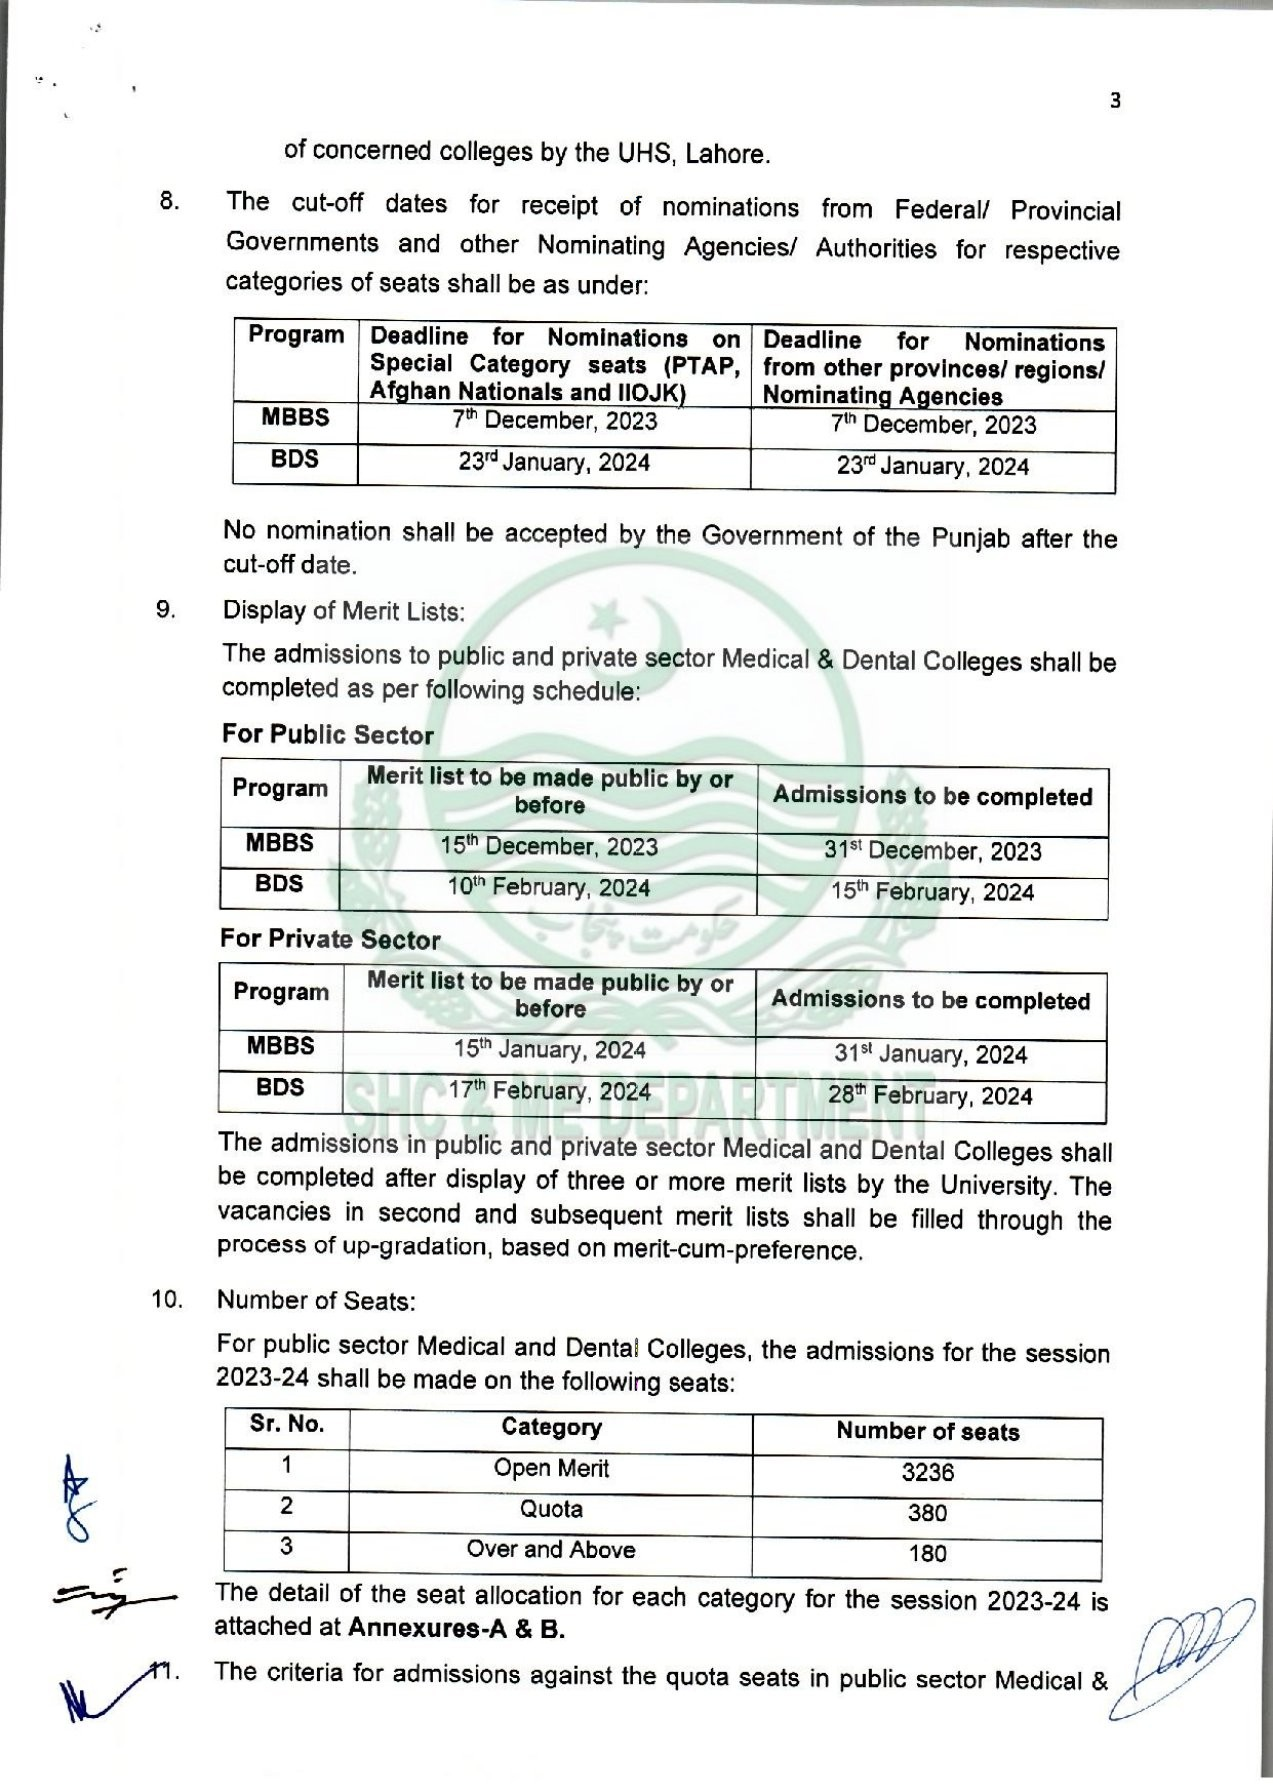 3
of concerned colleges by the UHS, Lahore.
8. The cut-off dates for receipt of nominations from Federal/ Provincial
Governments and other Nominating Agencies/ Authorities for respective
categories of seats shall be as under:
Program | Deadline for Nominations on Special Category seats (PTAP, Afghan Nationals and IIOJK) | Deadline for Nominations from other provinces/ regions/ Nominating Agencies
MBBS | 7th December, 2023 | 7th December, 2023
BDS | 23rd January, 2024 | 23rd January, 2024
No nomination shall be accepted by the Government of the Punjab after the
cut-off date.
9. Display of Merit Lists:
The admissions to public and private sector Medical & Dental Colleges shall be
completed as per following schedule:
For Public Sector
Program | Merit list to be made public by or before | Admissions to be completed
MBBS | 15th December, 2023 | 31st December, 2023
BDS | 10th February, 2024 | 15th February, 2024
حکومت پنجاب
For Private Sector
Program | Merit list to be made public by or before | Admissions to be completed
MBBS | 15th January, 2024 | 31st January, 2024
BDS | 17th February, 2024 | 28th February, 2024
SHC & ME DEPARTMENT
The admissions in public and private sector Medical and Dental Colleges shall
be completed after display of three or more merit lists by the University. The
vacancies in second and subsequent merit lists shall be filled through the
process of up-gradation, based on merit-cum-preference.
10. Number of Seats:
For public sector Medical and Dental Colleges, the admissions for the session
2023-24 shall be made on the following seats:
Sr. No. | Category | Number of seats
1 | Open Merit | 3236
2 | Quota | 380
3 | Over and Above | 180
The detail of the seat allocation for each category for the session 2023-24 is
attached at Annexures-A & B.
11. The criteria for admissions against the quota seats in public sector Medical &